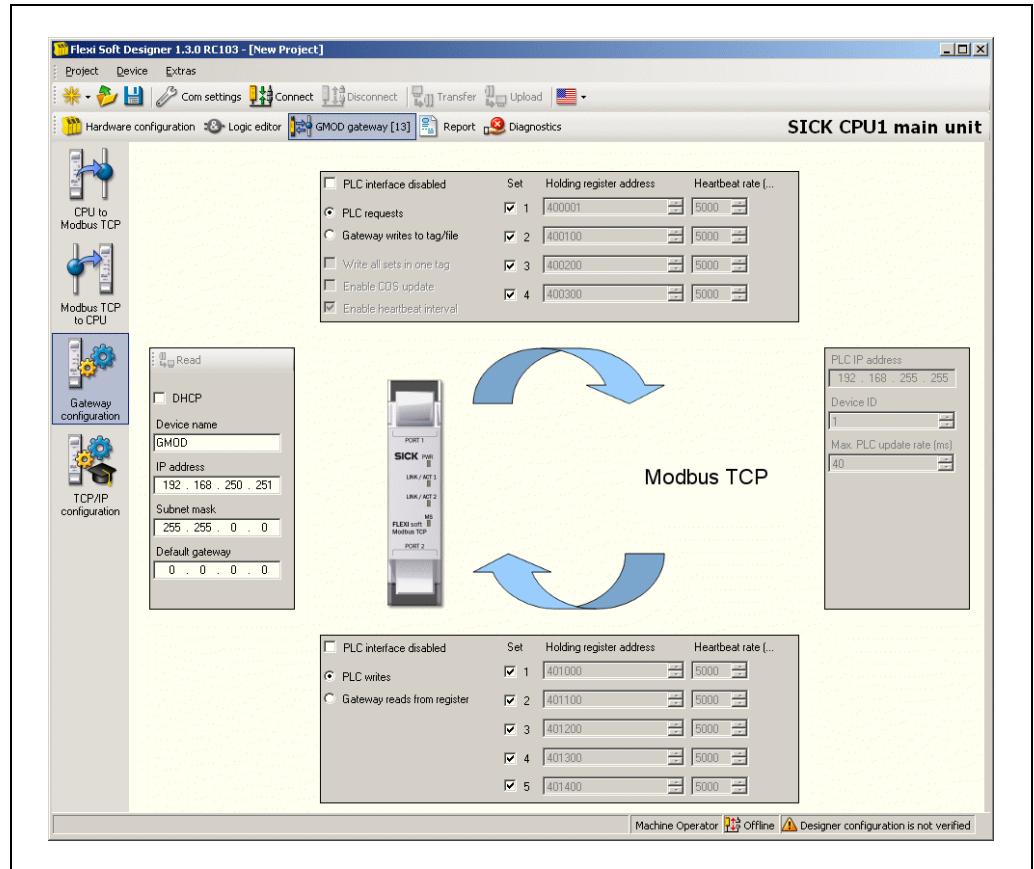 Flexi Soft Designer 1.3.0 RC103 - [New Project]
Project Device Extras
Com settings Connect Disconnect Transfer Upload
Hardware configuration Logic editor GMOD gateway [13] Report Diagnostics SICK CPU1 main unit
CPU to
Modbus TCP
Modbus TCP
to CPU
Gateway
configuration
TCP/IP
configuration
PLC interface disabled Set Holding register address Heartbeat rate (...
PLC requests 1 400001 5000
Gateway writes to tag/file 2 400100 5000
Write all sets in one tag 3 400200 5000
Enable COS update
4 400300 5000
Enable heartbeat interval
Read
DHCP
Device name
GMOD
IP address
192 . 168 . 250 . 251
Subnet mask
255 . 255 . 0 . 0
Default gateway
0 . 0 . 0 . 0
PORT 1
SICK PWR
LINK / ACT 1
LINK / ACT 2
MS
FLEXI soft
Modbus TCP
PORT 2
Modbus TCP
PLC IP address
192 . 168 . 255 . 255
Device ID
1
Max. PLC update rate (ms)
40
PLC interface disabled Set Holding register address Heartbeat rate (...
PLC writes 1 401000 5000
Gateway reads from register 2 401100 5000
3 401200 5000
4 401300 5000
5 401400 5000
Machine Operator Offline Designer configuration is not verified